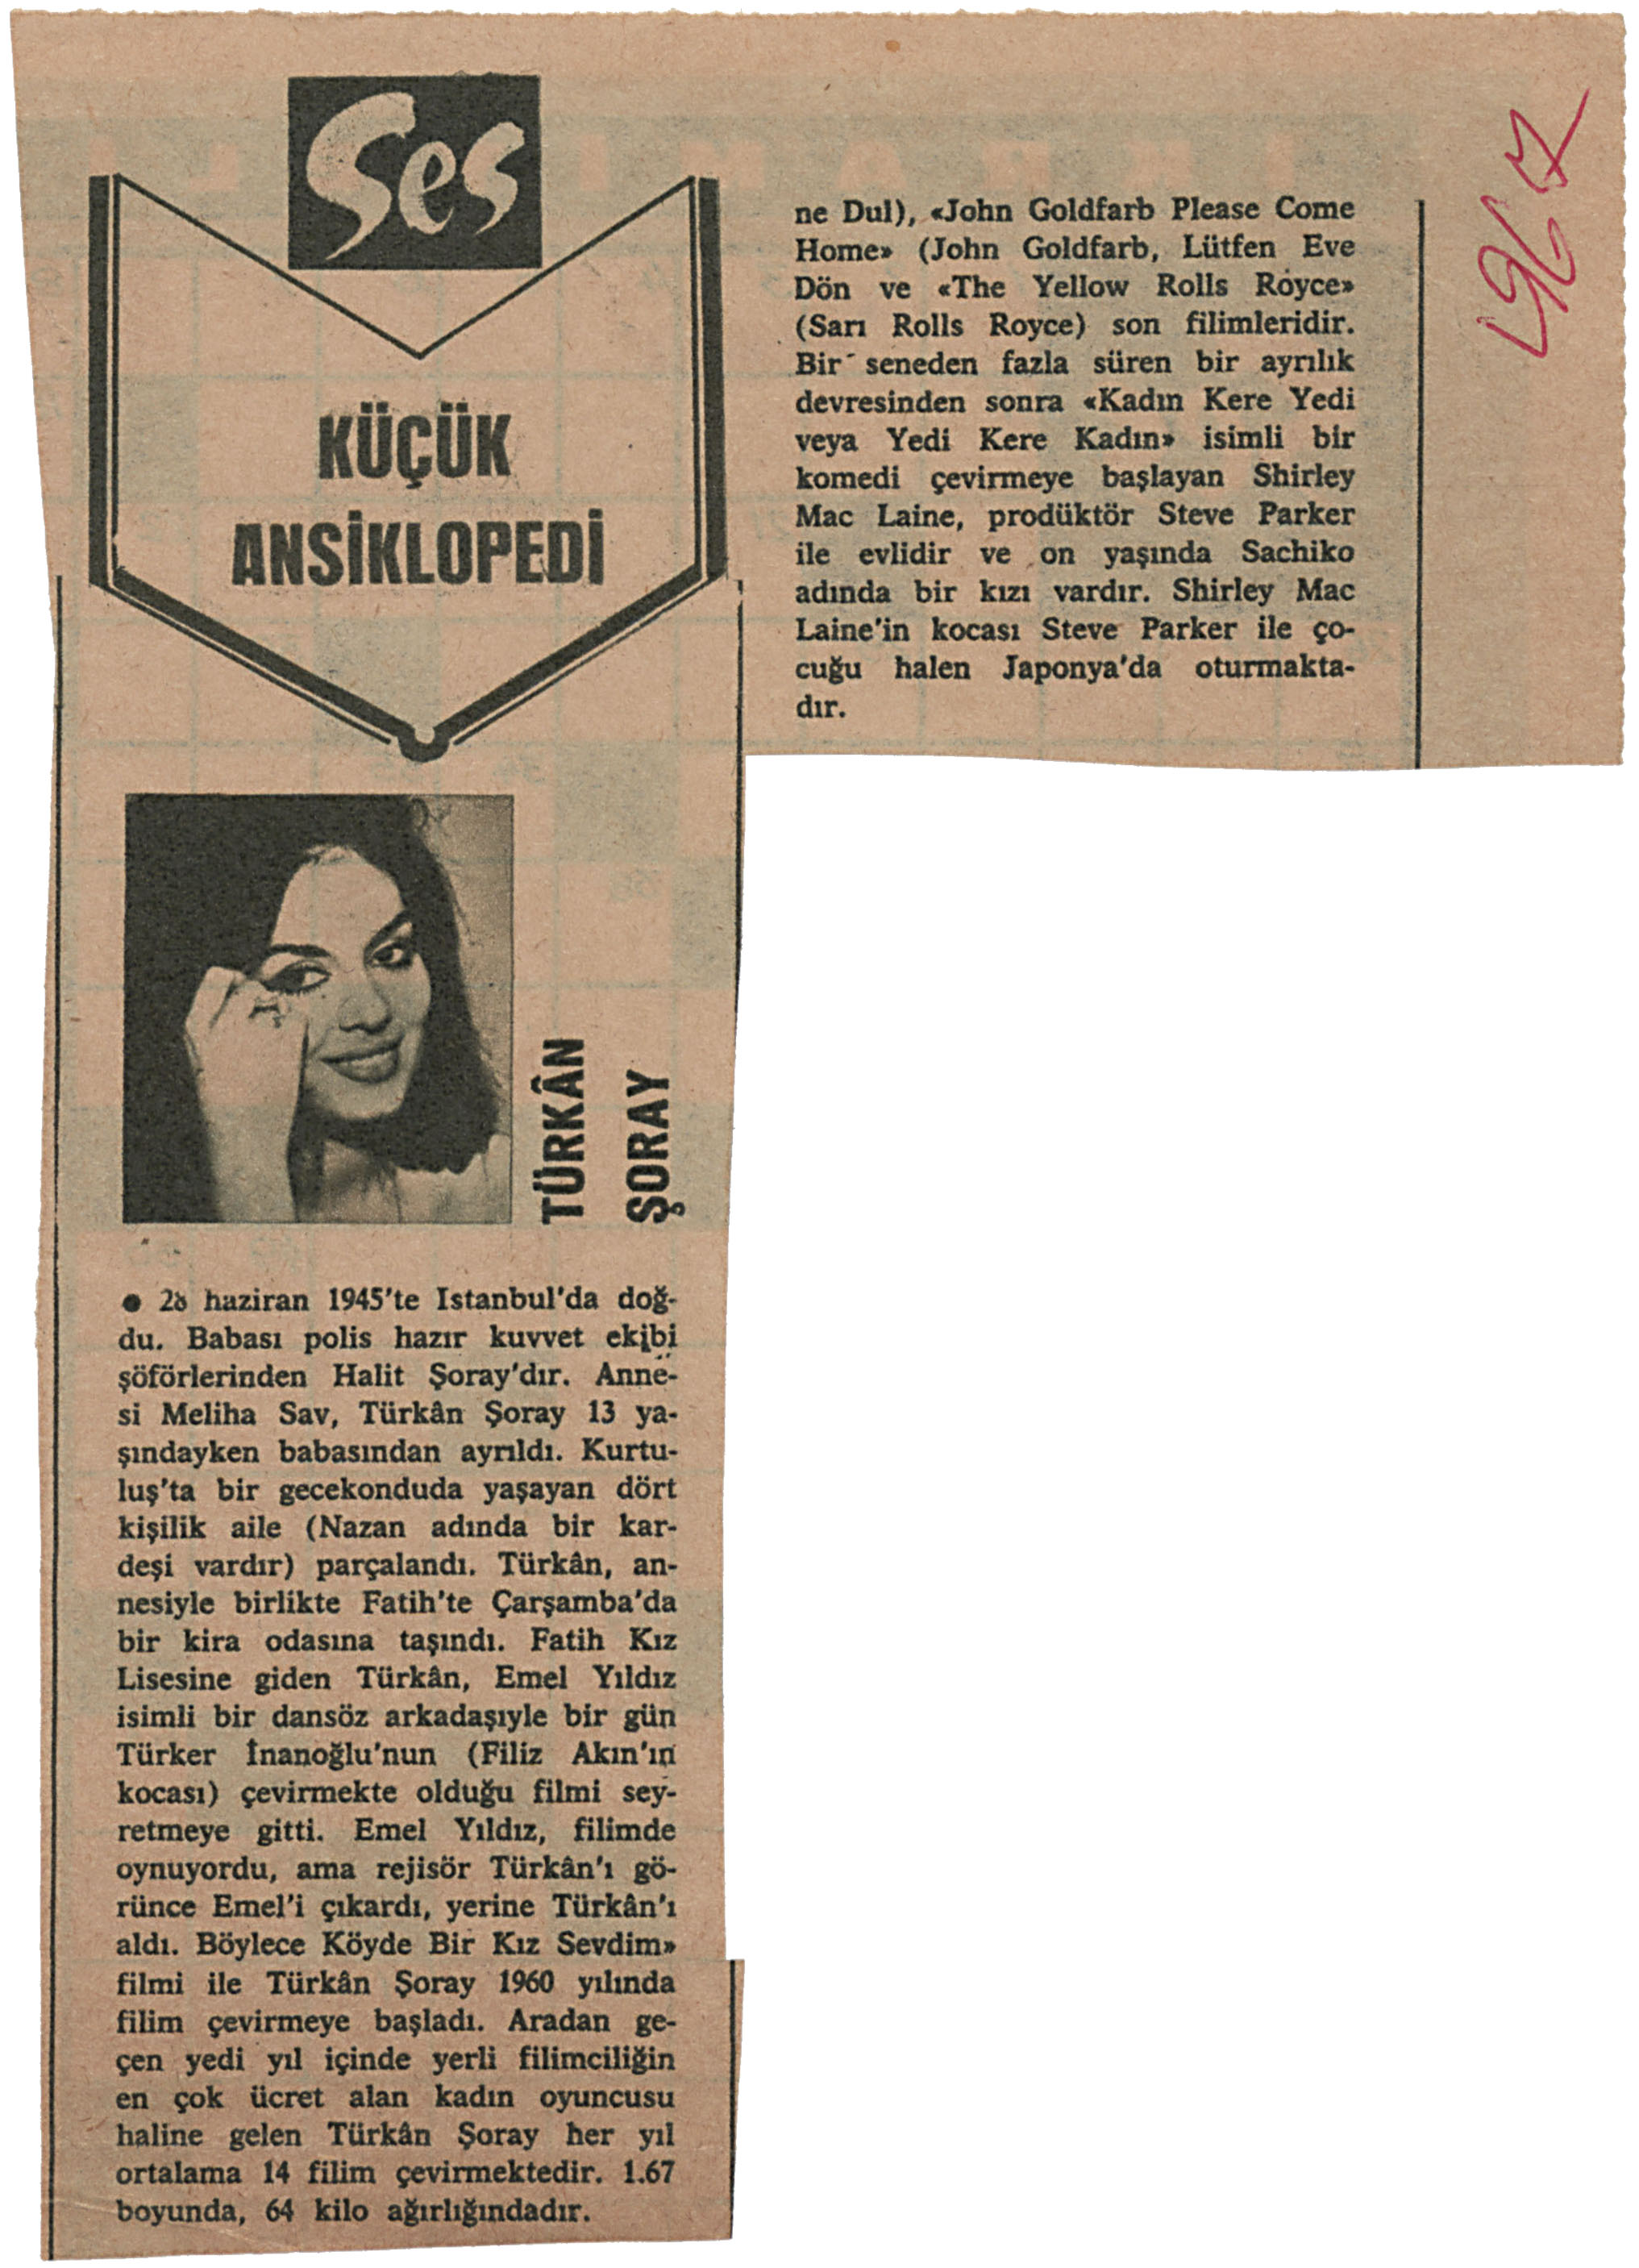 Ses
KÜÇÜK
ANSİKLOPEDİ
TÜRKÂN
ŞORAY
● 28 haziran 1945'te Istanbul'da doğ-
du. Babası polis hazır kuvvet ekibi
şöförlerinden Halit Şoray'dır. Anne-
si Meliha Sav, Türkân Şoray 13 ya-
şındayken babasından ayrıldı. Kurtu-
luş'ta bir gecekonduda yaşayan dört
kişilik aile (Nazan adında bir kar-
deşi vardır) parçalandı. Türkân, an-
nesiyle birlikte Fatih'te Çarşamba'da
bir kira odasına taşındı. Fatih Kız
Lisesine giden Türkân, Emel Yıldız
isimli bir dansöz arkadaşıyle bir gün
Türker İnanoğlu'nun (Filiz Akın'ın
kocası) çevirmekte olduğu filmi sey-
retmeye gitti. Emel Yıldız, filimde
oynuyordu, ama rejisör Türkân'ı gö-
rünce Emel'i çıkardı, yerine Türkân'ı
aldı. Böylece Köyde Bir Kız Sevdim»
filmi ile Türkân Şoray 1960 yılında
filim çevirmeye başladı. Aradan ge-
çen yedi yıl içinde yerli filimciliğin
en çok ücret alan kadın oyuncusu
haline gelen Türkân Şoray her yıl
ortalama 14 filim çevirmektedir. 1.67
boyunda, 64 kilo ağırlığındadır.
ne Dul), «John Goldfarb Please Come
Home» (John Goldfarb, Lütfen Eve
Dön ve «The Yellow Rolls Royce»
(Sarı Rolls Royce) son filimleridir.
Bir seneden fazla süren bir ayrılık
devresinden sonra «Kadın Kere Yedi
veya Yedi Kere Kadın» isimli bir
komedi çevirmeye başlayan Shirley
Mac Laine, prodüktör Steve Parker
ile evlidir ve on yaşında Sachiko
adında bir kızı vardır. Shirley Mac
Laine'in kocası Steve Parker ile ço-
cuğu halen Japonya'da oturmakta-
dır.
1967